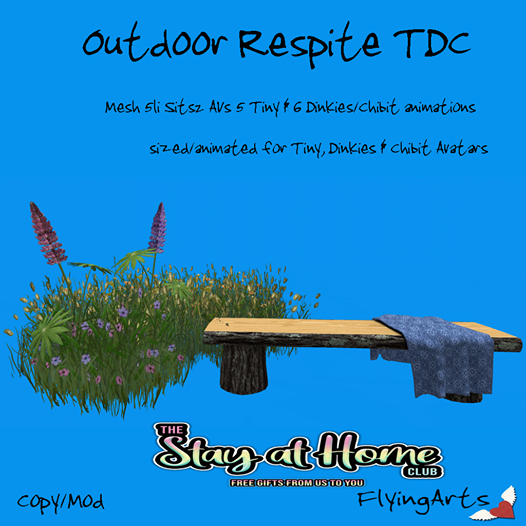 Outdoor Respite TDC
Mesh 5li Sitsz AVs 5 Tiny & 6 Dinkies/Chibit animations
sized/animated for Tiny, Dinkies & Chibit Avatars
THE
Stay at Home
CLUB
FREE GIFTS FROM US TO YOU
Copy/Mod
FlyingArts